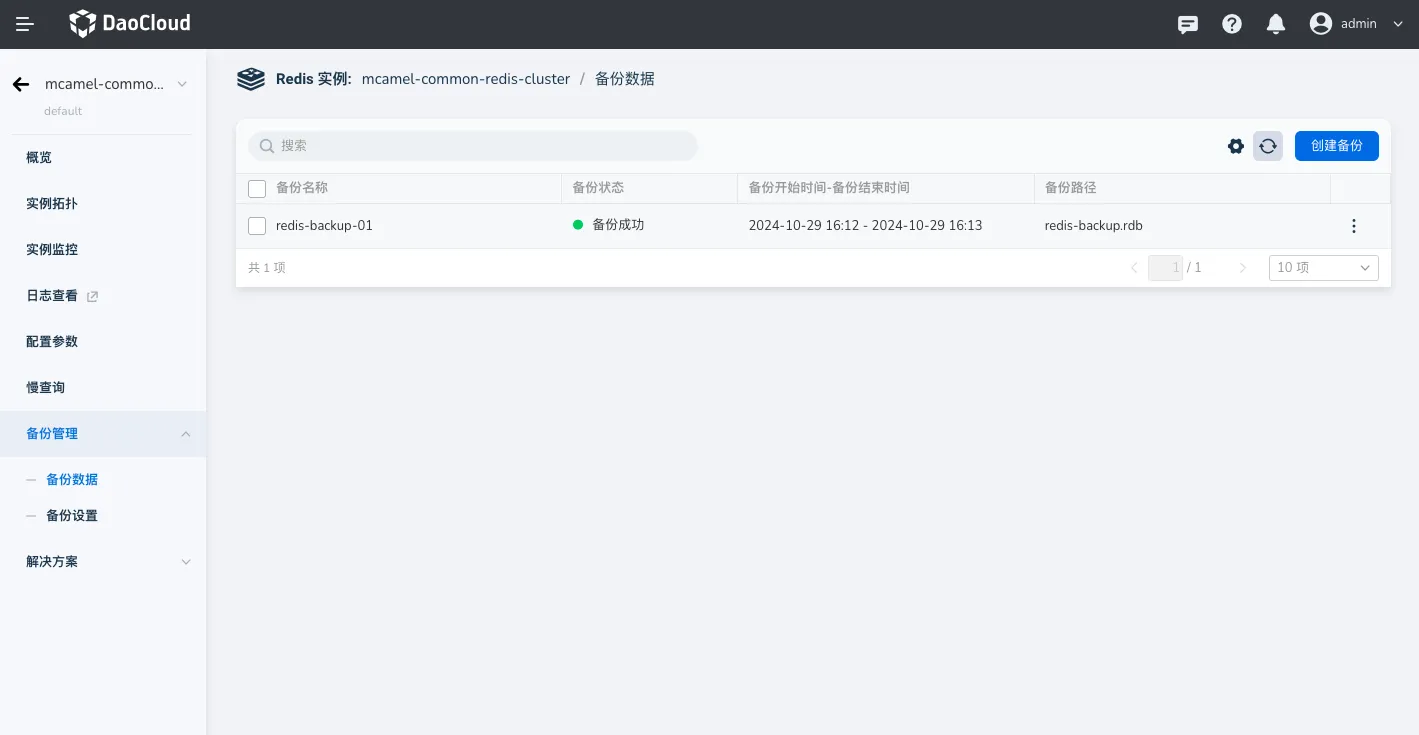 DaoCloud
admin
mcamel-commo...
default
概览
实例拓扑
实例监控
日志查看
配置参数
慢查询
备份管理
备份数据
备份设置
解决方案
Redis 实例: mcamel-common-redis-cluster / 备份数据
搜索
创建备份
备份名称 备份状态 备份开始时间-备份结束时间 备份路径
redis-backup-01 备份成功 2024-10-29 16:12 - 2024-10-29 16:13 redis-backup.rdb
共 1 项 1 / 1 10 项